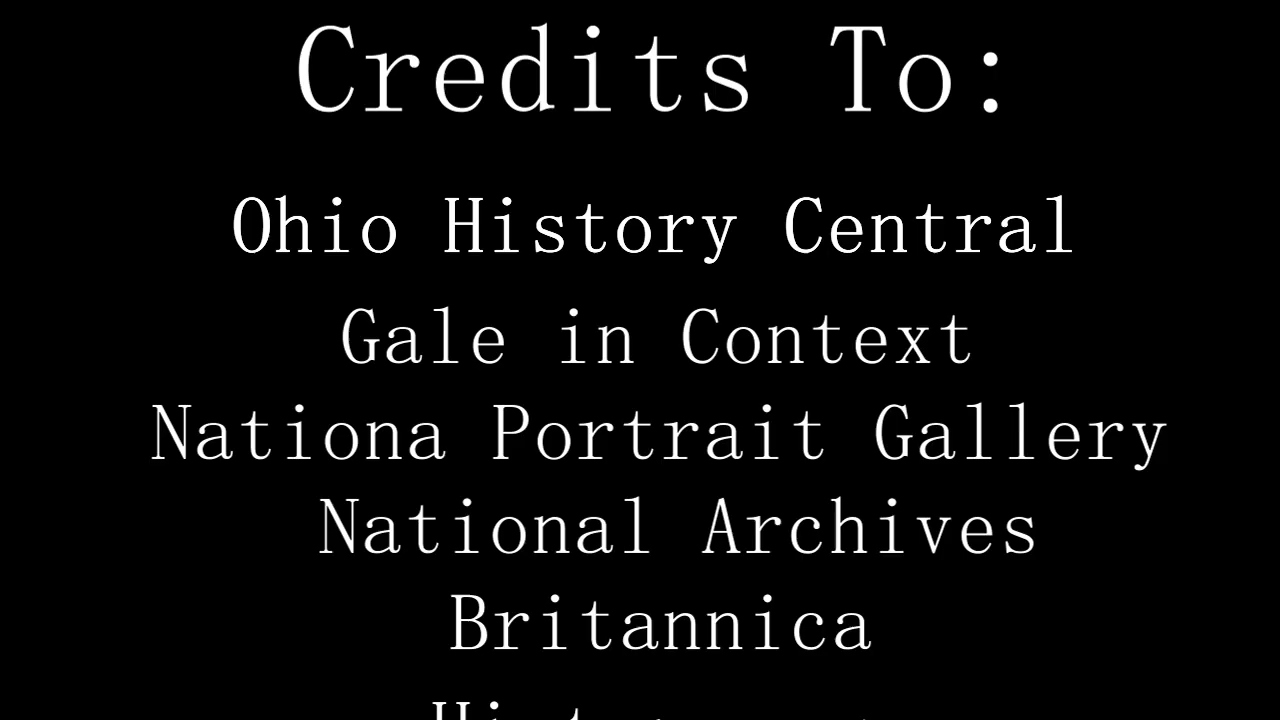 Credits To:
Ohio History Central
Gale in Context
Nationa Portrait Gallery
National Archives
Britannica